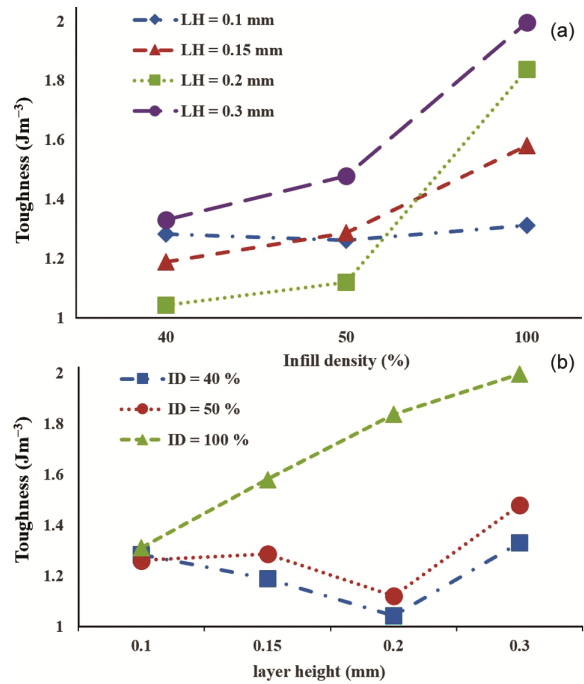 (a)
LH = 0.1 mm
LH = 0.15 mm
LH = 0.2 mm
LH = 0.3 mm
Toughness (Jm⁻³)
2
1.8
1.6
1.4
1.2
1
40 50 100
Infill density (%)
(b)
ID = 40 %
ID = 50 %
ID = 100 %
Toughness (Jm⁻³)
2
1.8
1.6
1.4
1.2
1
0.1 0.15 0.2 0.3
layer height (mm)